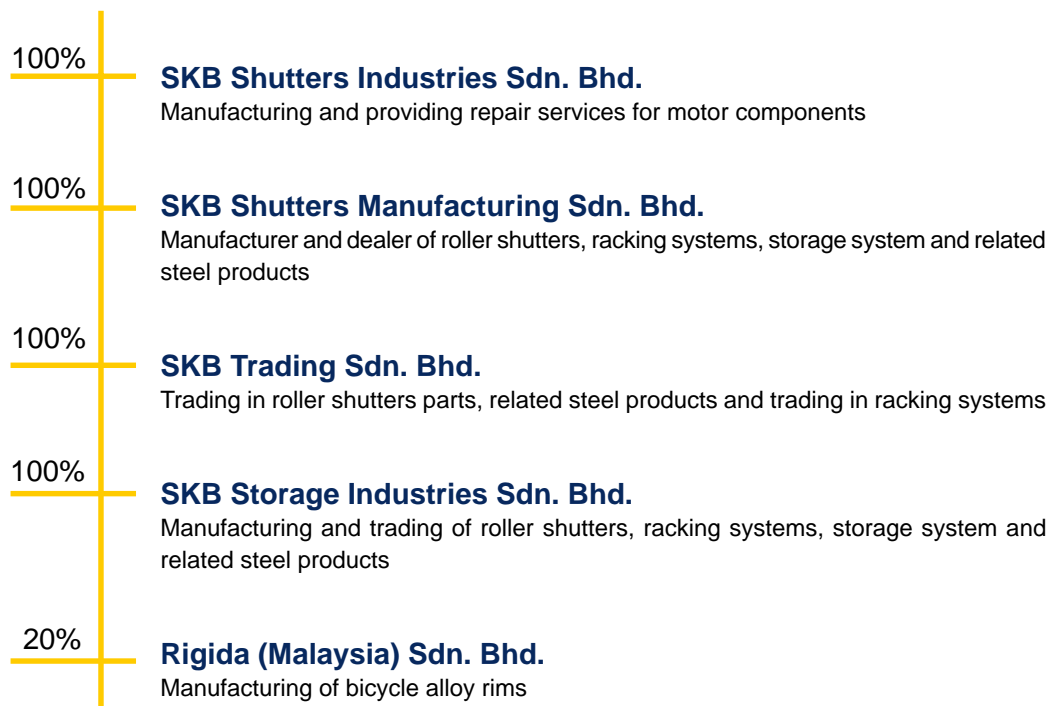 100%
SKB Shutters Industries Sdn. Bhd.
Manufacturing and providing repair services for motor components
100%
SKB Shutters Manufacturing Sdn. Bhd.
Manufacturer and dealer of roller shutters, racking systems, storage system and related
steel products
100%
SKB Trading Sdn. Bhd.
Trading in roller shutters parts, related steel products and trading in racking systems
100%
SKB Storage Industries Sdn. Bhd.
Manufacturing and trading of roller shutters, racking systems, storage system and
related steel products
20%
Rigida (Malaysia) Sdn. Bhd.
Manufacturing of bicycle alloy rims